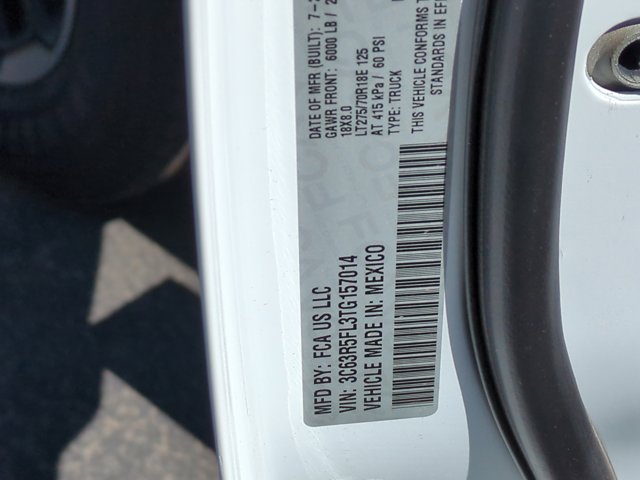 MFD BY: FCA US LLC
VIN: 3C63R5FL3TG157014
VEHICLE MADE IN: MEXICO
DATE OF MFR (BUILT): 7-
GAWR FRONT: 6000 LB /
18X8.0
LT275/70R18E 125
AT 415 kPa / 60 PSI
TYPE: TRUCK
THIS VEHICLE CONFORMS
STANDARDS IN